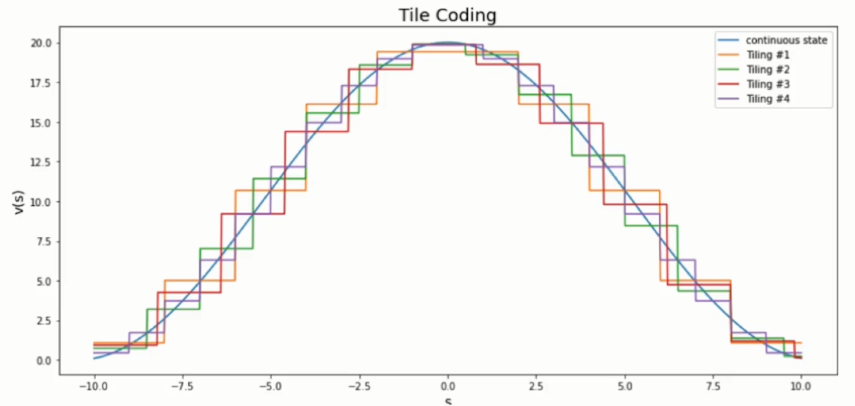 Tile Coding
continuous state
Tiling #1
Tiling #2
Tiling #3
Tiling #4
v(s)
20.0
17.5
15.0
12.5
10.0
7.5
5.0
2.5
0.0
−10.0 −7.5 −5.0 −2.5 0.0 2.5 5.0 7.5 10.0
s